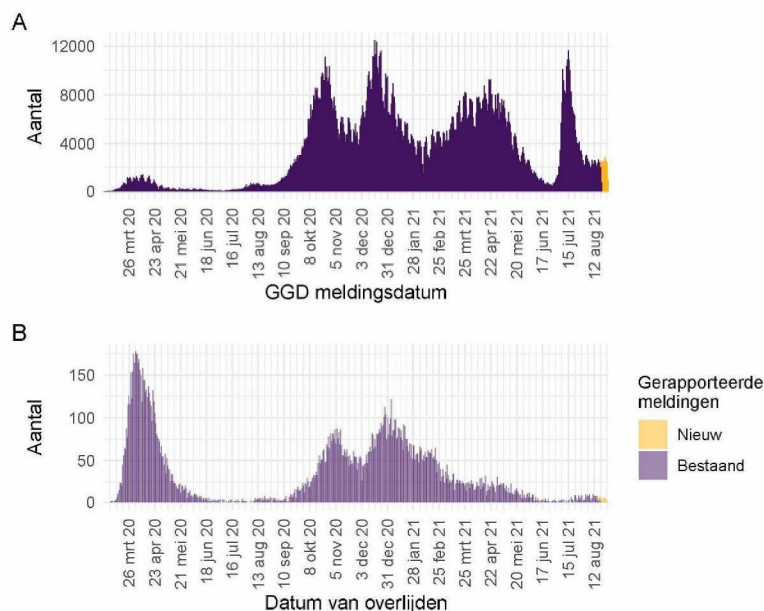 A
Aantal
12000
8000
4000
0
26 mrt 20
23 apr 20
21 mei 20
18 jun 20
16 jul 20
13 aug 20
10 sep 20
8 okt 20
5 nov 20
3 dec 20
31 dec 20
28 jan 21
25 feb 21
25 mrt 21
22 apr 21
20 mei 21
17 jun 21
15 jul 21
12 aug 21
GGD meldingsdatum
B
Aantal
150
100
50
0
26 mrt 20
23 apr 20
21 mei 20
18 jun 20
16 jul 20
13 aug 20
10 sep 20
8 okt 20
5 nov 20
3 dec 20
31 dec 20
28 jan 21
25 feb 21
25 mrt 21
22 apr 21
20 mei 21
17 jun 21
15 jul 21
12 aug 21
Datum van overlijden
Gerapporteerde
meldingen
Nieuw
Bestaand